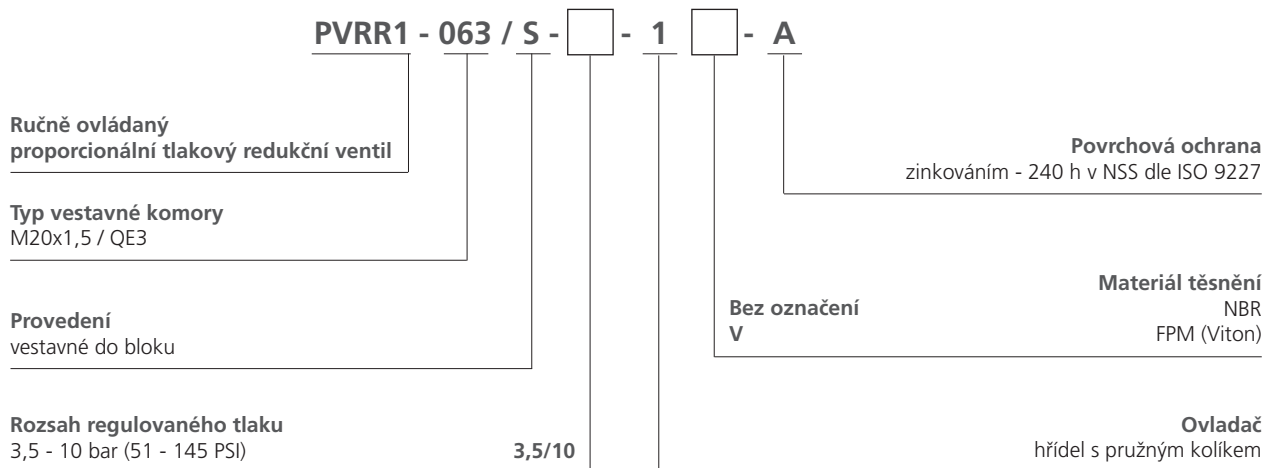 PVRR1 - 063 / S - - 1 - A
Ručně ovládaný
proporcionální tlakový redukční ventil
Typ vestavné komory
M20x1,5 / QE3
Provedení
vestavné do bloku
Rozsah regulovaného tlaku
3,5 - 10 bar (51 - 145 PSI) 3,5/10
Povrchová ochrana
zinkováním - 240 h v NSS dle ISO 9227
Materiál těsnění
Bez označení NBR
V FPM (Viton)
Ovladač
hřídel s pružným kolíkem